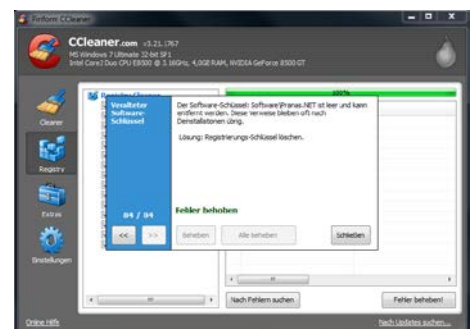 Piriform CCleaner
CCleaner.com v3.21.1767
MS Windows 7 Ultimate 32-bit SP1
Intel Core2 Duo CPU E8500 @ 3.16GHz, 4,0GB RAM, NVIDIA GeForce 8500 GT
Cleaner
Registry
Extras
Einstellungen
100%
Veralteter
Software-
Schlüssel
Der Software-Schlüssel: Software\Pranas.NET ist leer und kann
entfernt werden. Diese Verweise bleiben oft nach
Deinstallationen übrig.
Lösung: Registrierungs-Schlüssel löschen.
84 / 84
Fehler behoben
<<
>>
Beheben
Alle beheben
Schließen
Nach Fehlern suchen
Fehler beheben!
Online Hilfe
Nach Updates suchen...